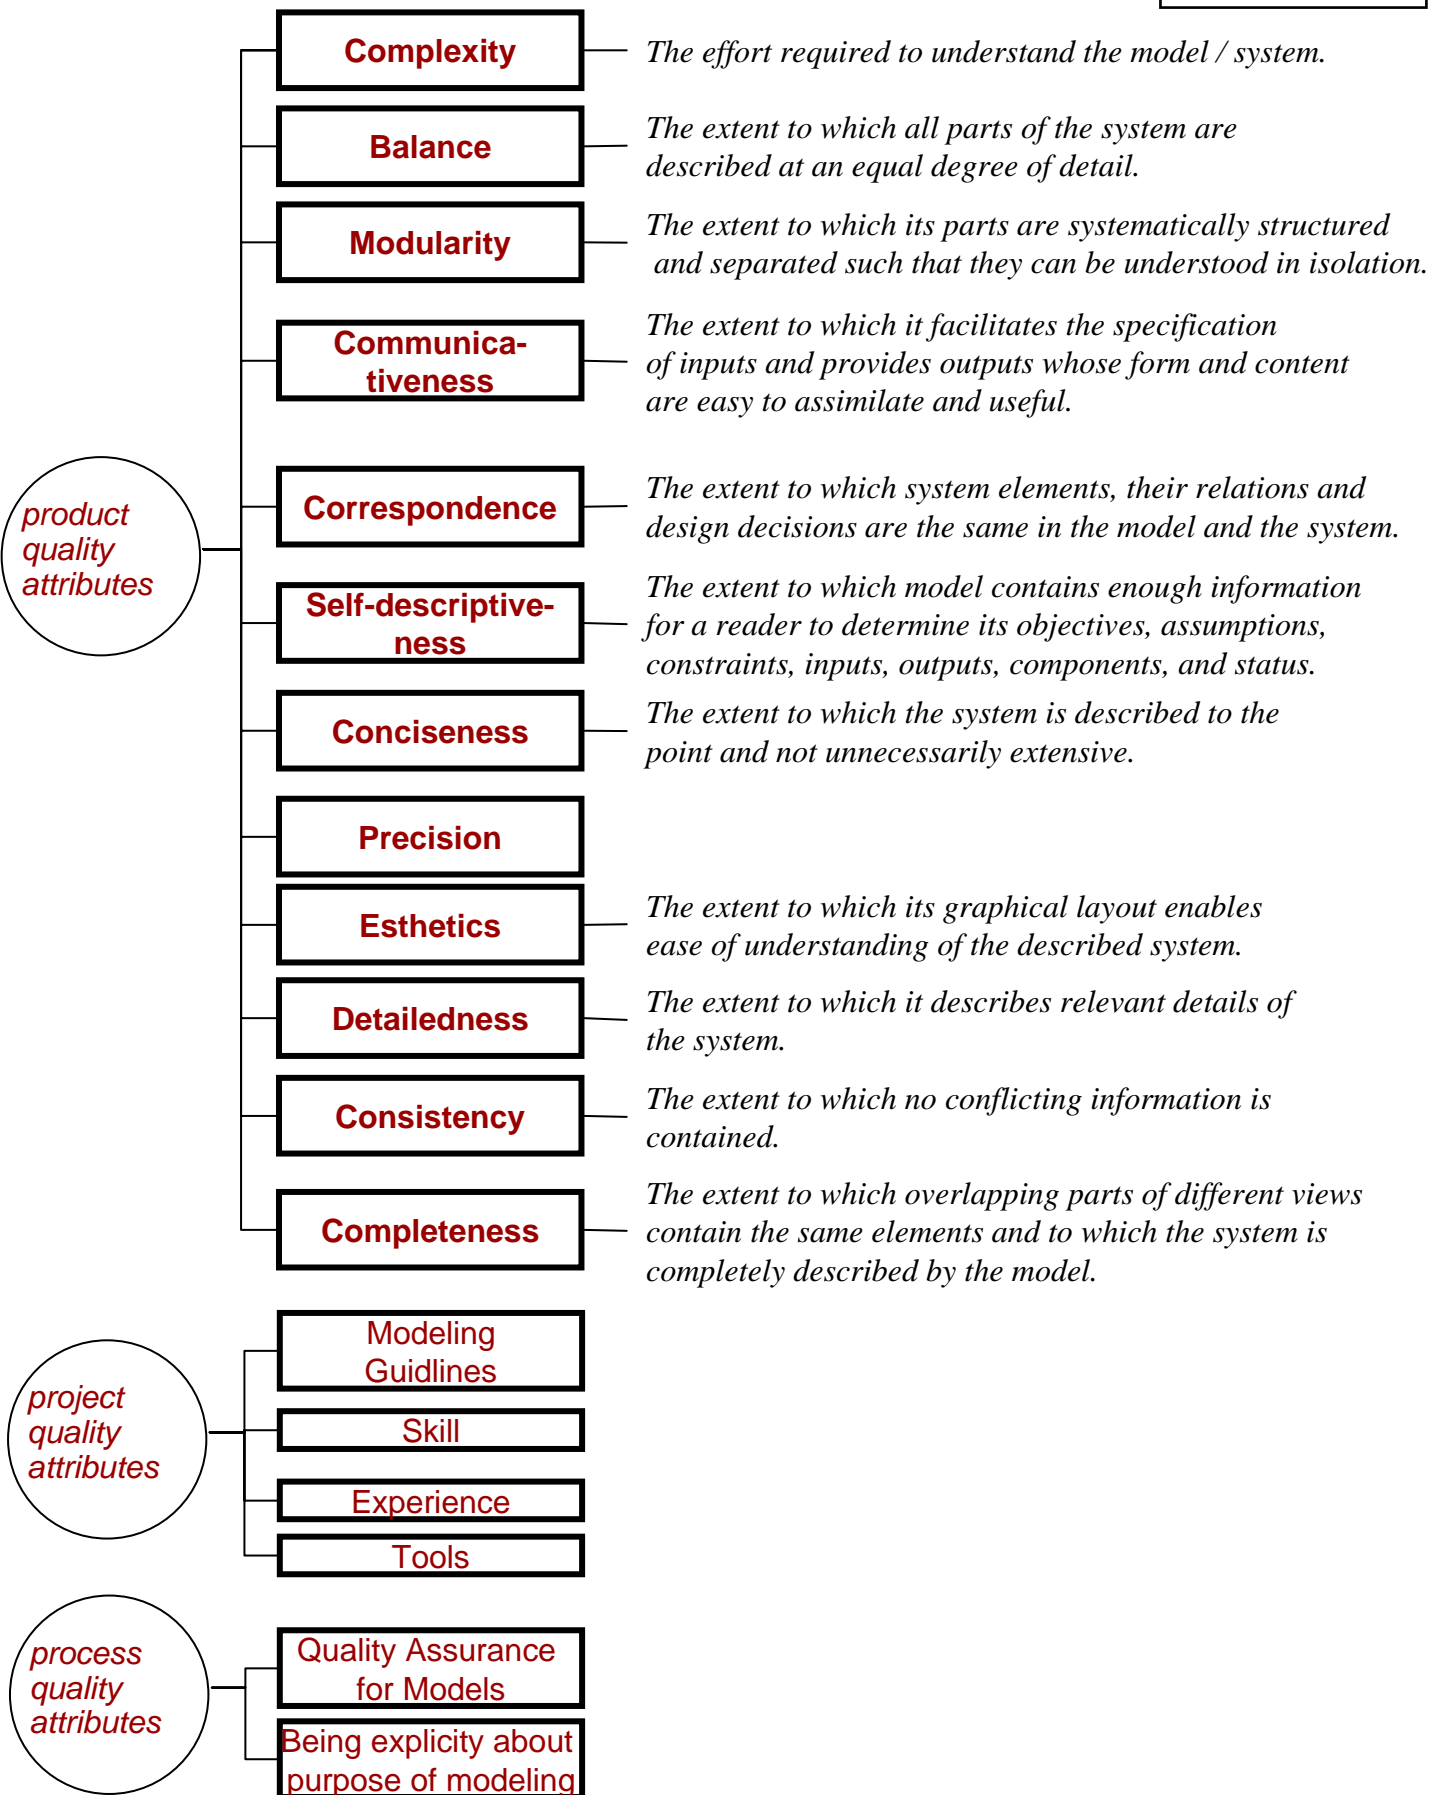 Complexity
The effort required to understand the model / system.
Balance
The extent to which all parts of the system are
described at an equal degree of detail.
Modularity
The extent to which its parts are systematically structured
and separated such that they can be understood in isolation.
Communica-
tiveness
The extent to which it facilitates the specification
of inputs and provides outputs whose form and content
are easy to assimilate and useful.
product
quality
attributes
Correspondence
The extent to which system elements, their relations and
design decisions are the same in the model and the system.
Self-descriptive-
ness
The extent to which model contains enough information
for a reader to determine its objectives, assumptions,
constraints, inputs, outputs, components, and status.
Conciseness
The extent to which the system is described to the
point and not unnecessarily extensive.
Precision
Esthetics
The extent to which its graphical layout enables
ease of understanding of the described system.
Detailedness
The extent to which it describes relevant details of
the system.
Consistency
The extent to which no conflicting information is
contained.
Completeness
The extent to which overlapping parts of different views
contain the same elements and to which the system is
completely described by the model.
project
quality
attributes
Modeling
Guidlines
Skill
Experience
Tools
process
quality
attributes
Quality Assurance
for Models
Being explicity about
purpose of modeling